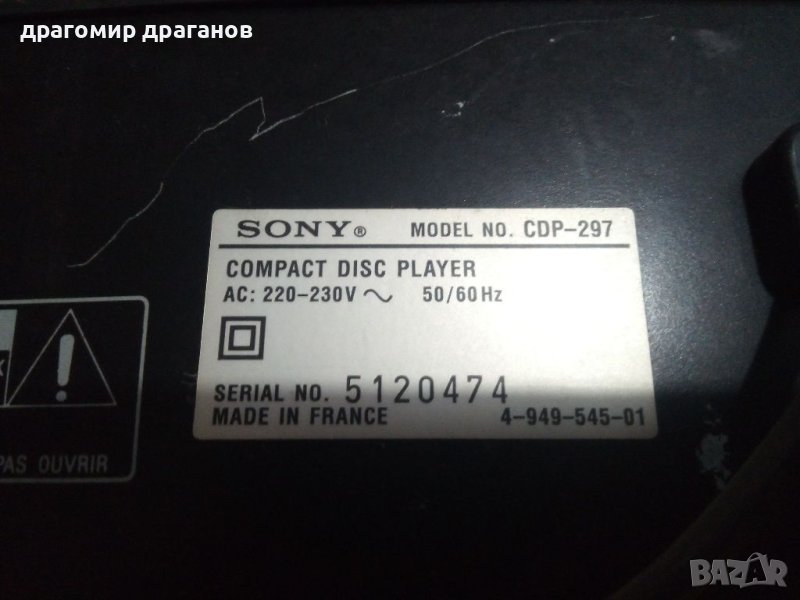 драгомир драганов
SONY® MODEL NO. CDP-297
COMPACT DISC PLAYER
AC: 220-230V ~ 50/60Hz
SERIAL NO. 5120474
MADE IN FRANCE 4-949-545-01
PAS OUVRIR
BAZAR